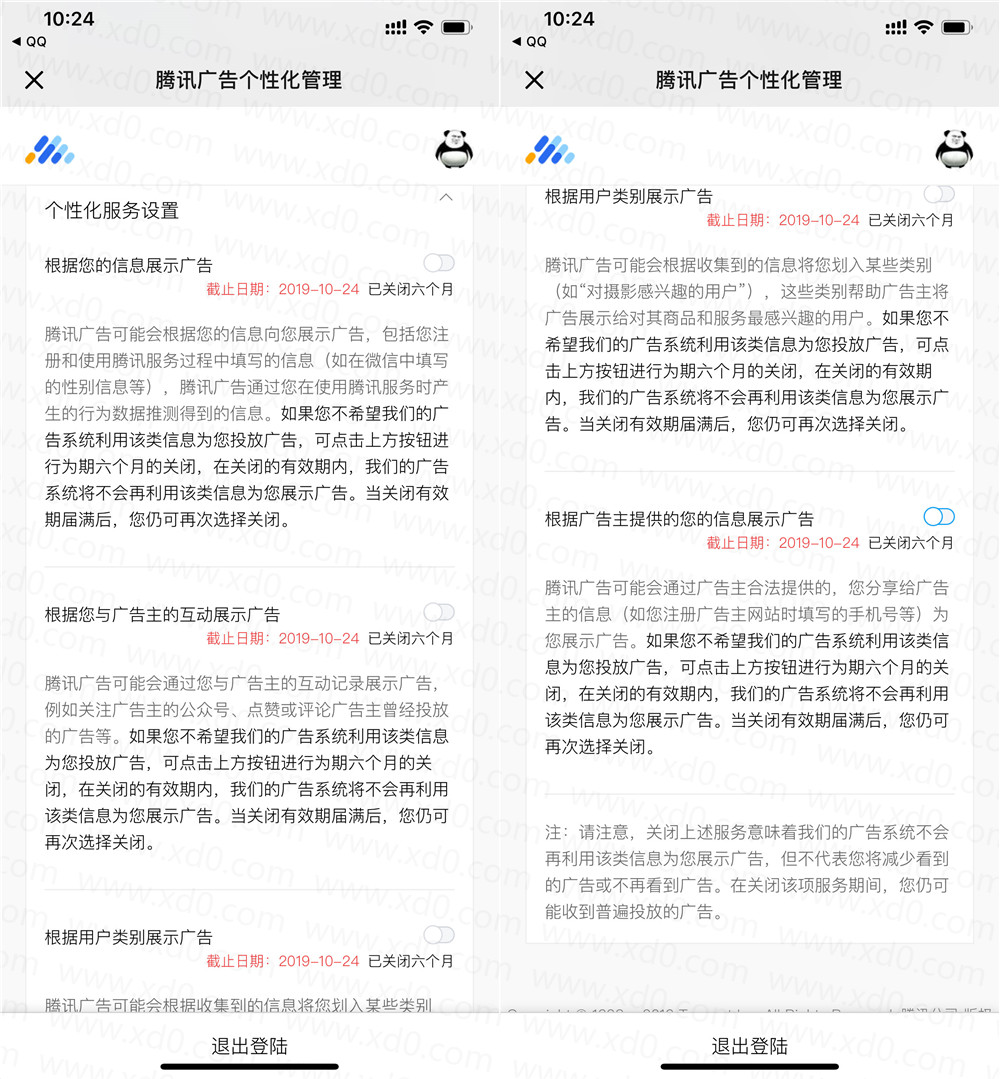 10:24
◀ QQ
腾讯广告个性化管理
个性化服务设置
根据您的信息展示广告
截止日期：2019-10-24 已关闭六个月
腾讯广告可能会根据您的信息向您展示广告，包括您注
册和使用腾讯服务过程中填写的信息（如在微信中填写
的性别信息等），腾讯广告通过您在使用腾讯服务时产
生的行为数据推测得到的信息。如果您不希望我们的广
告系统利用该类信息为您投放广告，可点击上方按钮进
行为期六个月的关闭，在关闭的有效期内，我们的广告
系统将不会再利用该类信息为您展示广告。当关闭有效
期届满后，您仍可再次选择关闭。
根据您与广告主的互动展示广告
截止日期：2019-10-24 已关闭六个月
腾讯广告可能会通过您与广告主的互动记录展示广告，
例如关注广告主的公众号、点赞或评论广告主曾经投放
的广告等。如果您不希望我们的广告系统利用该类信息
为您投放广告，可点击上方按钮进行为期六个月的关
闭，在关闭的有效期内，我们的广告系统将不会再利用
该类信息为您展示广告。当关闭有效期届满后，您仍可
再次选择关闭。
根据用户类别展示广告
截止日期：2019-10-24 已关闭六个月
腾讯广告可能会根据收集到的信息将您划入某些类别
退出登陆
10:24
◀ QQ
腾讯广告个性化管理
根据用户类别展示广告
截止日期：2019-10-24 已关闭六个月
腾讯广告可能会根据收集到的信息将您划入某些类别
（如“对摄影感兴趣的用户”），这些类别帮助广告主将
广告展示给对其商品和服务最感兴趣的用户。如果您不
希望我们的广告系统利用该类信息为您投放广告，可点
击上方按钮进行为期六个月的关闭，在关闭的有效期
内，我们的广告系统将不会再利用该类信息为您展示广
告。当关闭有效期届满后，您仍可再次选择关闭。
根据广告主提供的您的信息展示广告
截止日期：2019-10-24 已关闭六个月
腾讯广告可能会通过广告主合法提供的，您分享给广告
主的信息（如您注册广告主网站时填写的手机号等）为
您展示广告。如果您不希望我们的广告系统利用该类信
息为您投放广告，可点击上方按钮进行为期六个月的关
闭，在关闭的有效期内，我们的广告系统将不会再利用
该类信息为您展示广告。当关闭有效期届满后，您仍可
再次选择关闭。
注：请注意，关闭上述服务意味着我们的广告系统不会
再利用该类信息为您展示广告，但不代表您将减少看到
的广告或不再看到广告。在关闭该项服务期间，您仍可
能收到普遍投放的广告。
退出登陆
www.xd0.com